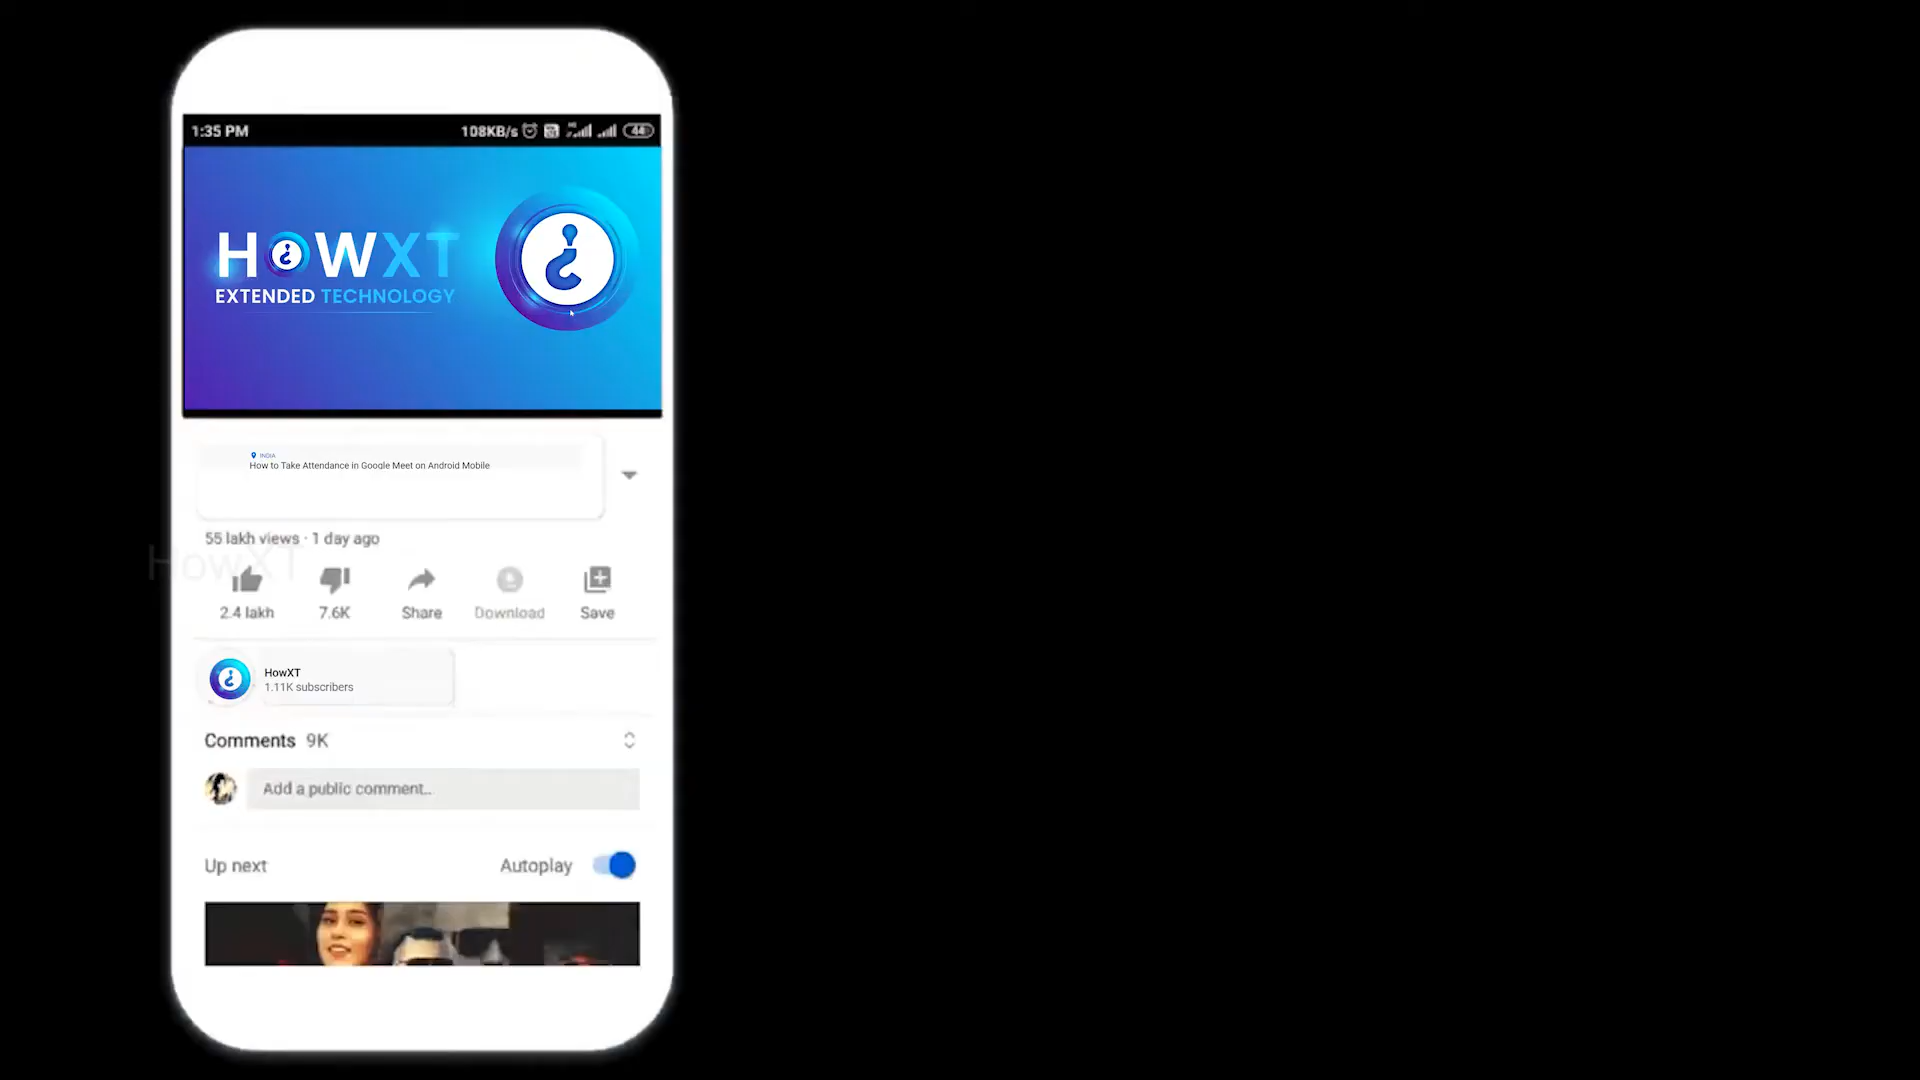 1:35 PM 108KB/s 44
HOWXT
EXTENDED TECHNOLOGY
INDIA
How to Take Attendance in Google Meet on Android Mobile
55 lakh views · 1 day ago
HowXT
2.4 lakh 7.6K Share Download Save
HowXT
1.11K subscribers
Comments 9K
Add a public comment..
Up next Autoplay